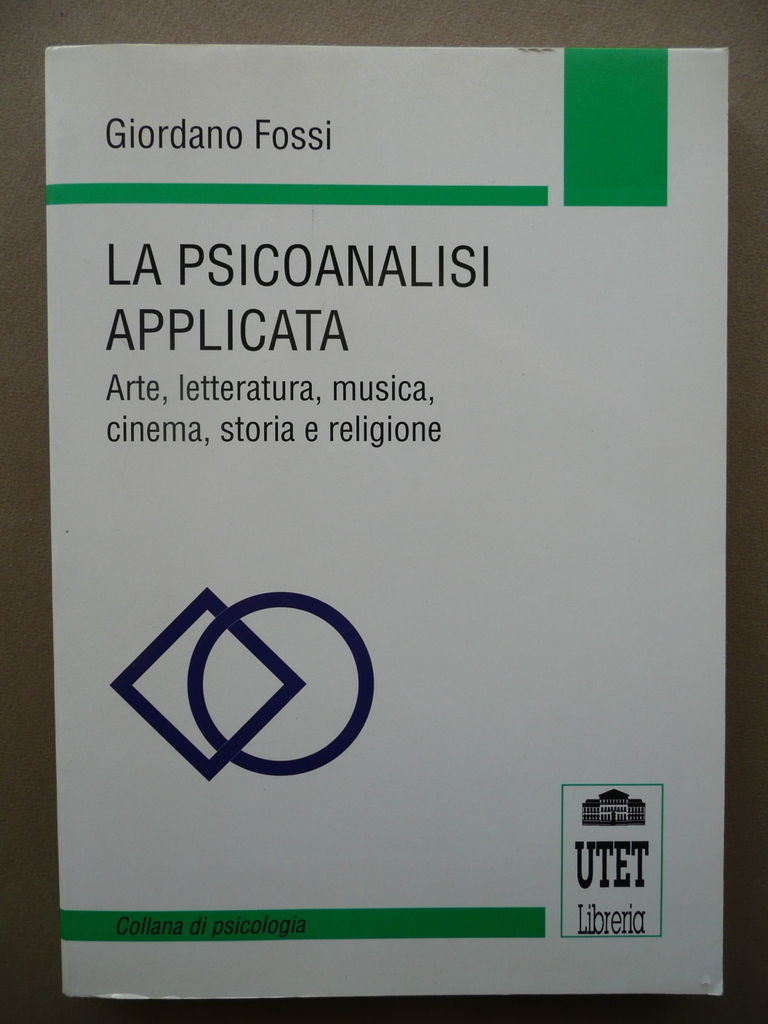 Giordano Fossi
LA PSICOANALISI
APPLICATA
Arte, letteratura, musica,
cinema, storia e religione
UTET
Libreria
Collana di psicologia